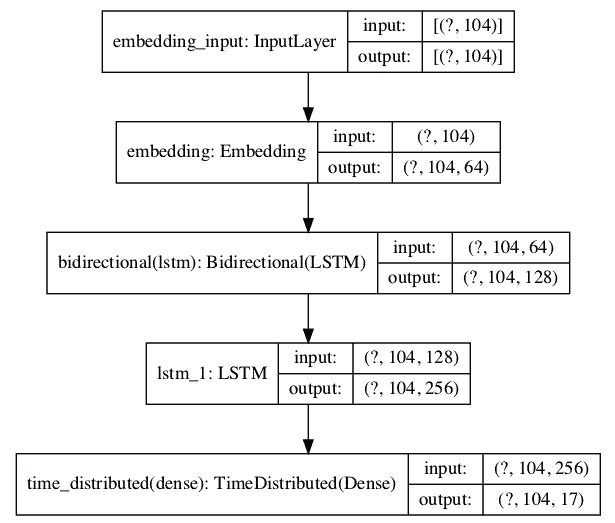 embedding_input: InputLayer
input: [(?, 104)]
output: [(?, 104)]
embedding: Embedding
input: (?, 104)
output: (?, 104, 64)
bidirectional(lstm): Bidirectional(LSTM)
input: (?, 104, 64)
output: (?, 104, 128)
lstm_1: LSTM
input: (?, 104, 128)
output: (?, 104, 256)
time_distributed(dense): TimeDistributed(Dense)
input: (?, 104, 256)
output: (?, 104, 17)